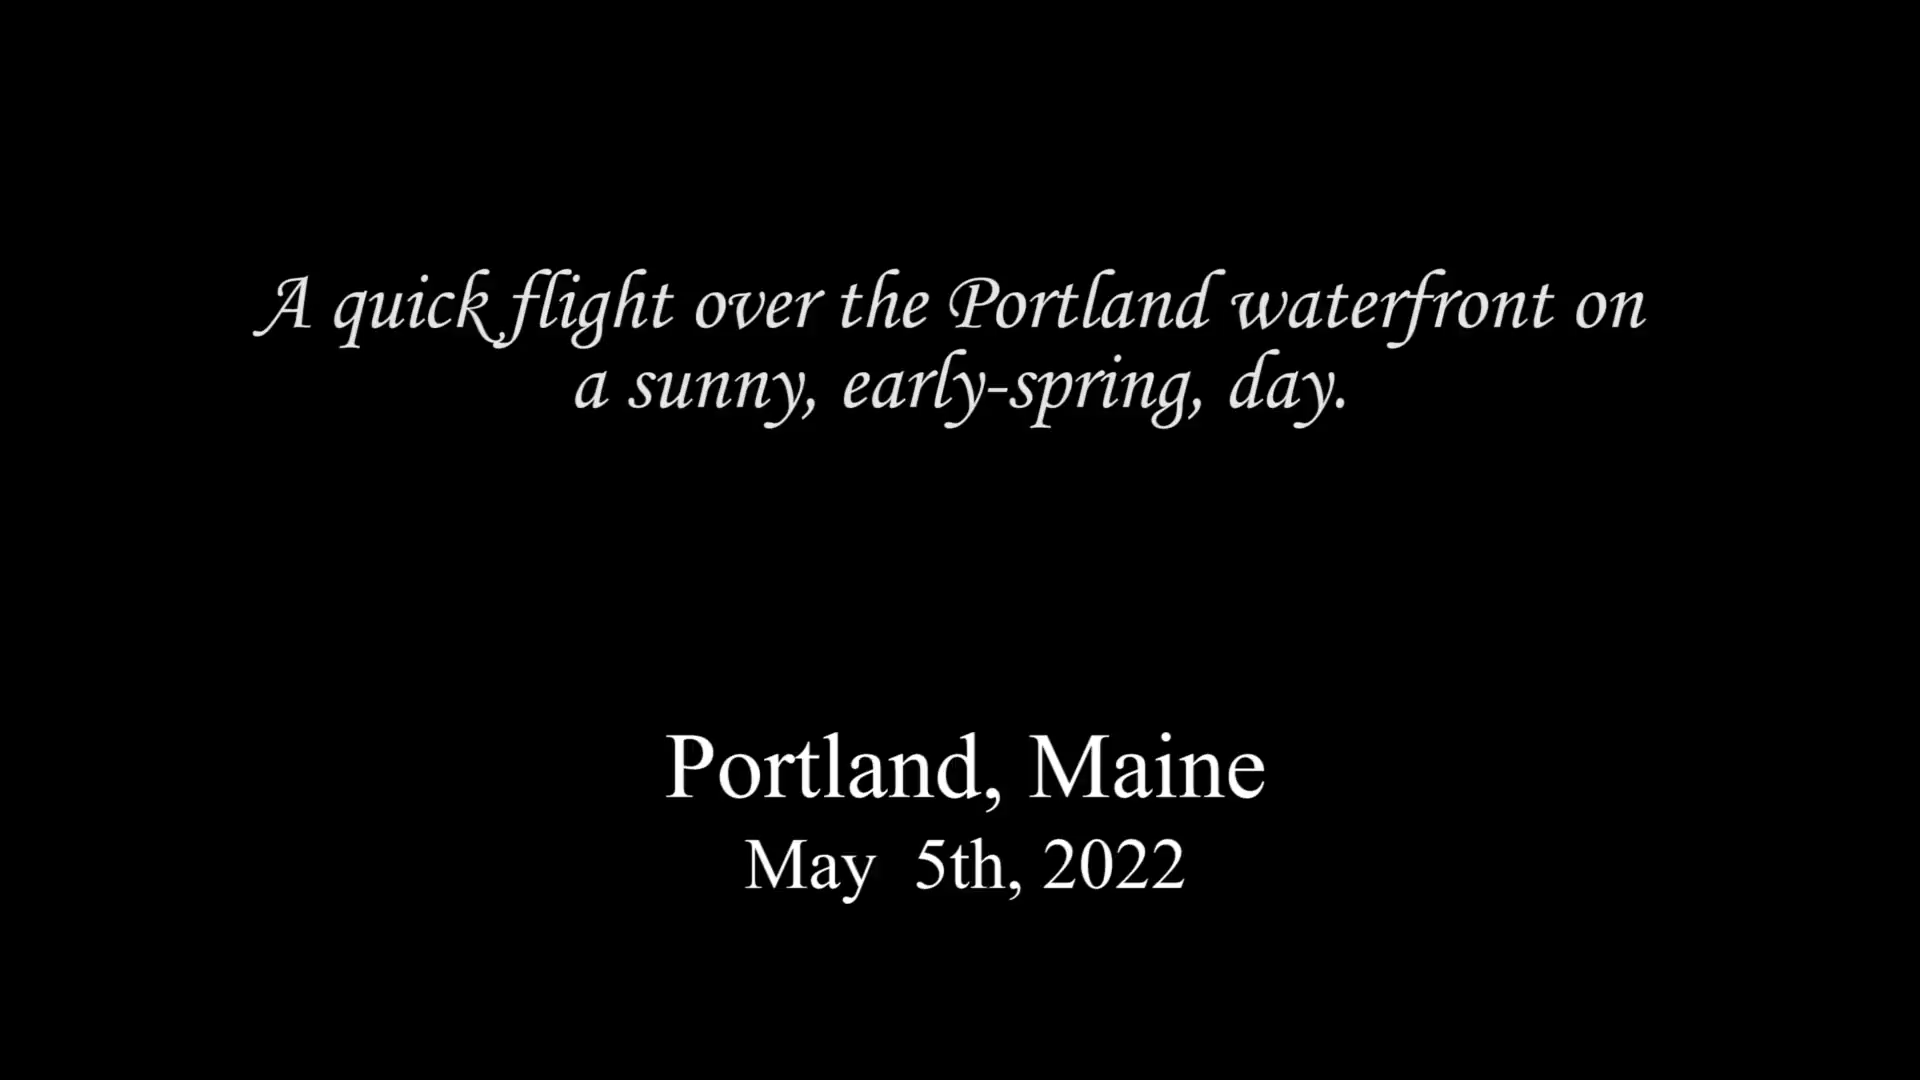 A quick flight over the Portland waterfront on
a sunny, early-spring, day.
Portland, Maine
May  5th, 2022